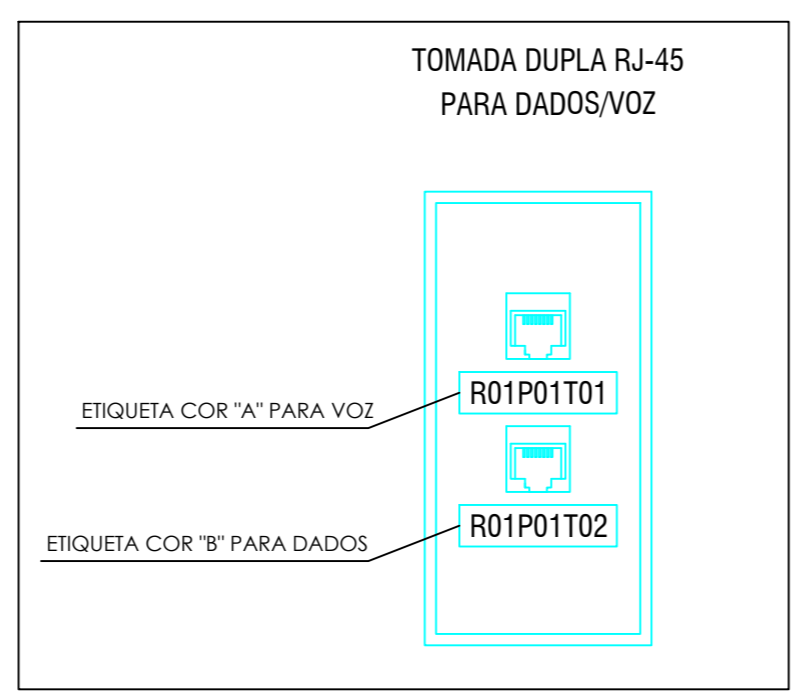 TOMADA DUPLA RJ-45
PARA DADOS/VOZ
R01P01T01
ETIQUETA COR "A" PARA VOZ
R01P01T02
ETIQUETA COR "B" PARA DADOS